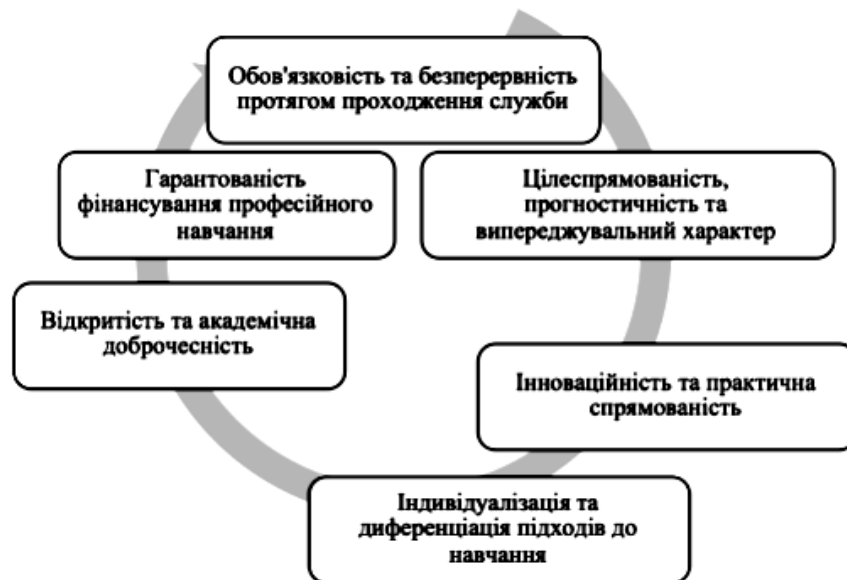 Обов'язковість та безперервність
протягом проходження служби
Гарантованість
фінансування професійного
навчання
Цілеспрямованість,
прогностичність та
випереджувальний характер
Відкритість та академічна
доброчесність
Інноваційність та практична
спрямованість
Індивідуалізація та
диференціація підходів до
навчання